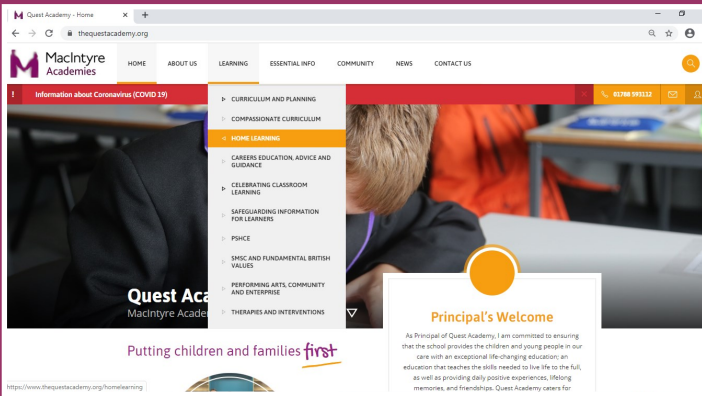 Quest Academy - Home
thequestacademy.org
MacIntyre
Academies
HOME
ABOUT US
LEARNING
ESSENTIAL INFO
COMMUNITY
NEWS
CONTACT US
! Information about Coronavirus (COVID 19)
01788 593112
CURRICULUM AND PLANNING
COMPASSIONATE CURRICULUM
HOME LEARNING
CAREERS EDUCATION, ADVICE AND
GUIDANCE
CELEBRATING CLASSROOM
LEARNING
SAFEGUARDING INFORMATION
FOR LEARNERS
PSHCE
SMSC AND FUNDAMENTAL BRITISH
VALUES
PERFORMING ARTS, COMMUNITY
AND ENTERPRISE
THERAPIES AND INTERVENTIONS
Quest Aca
MacIntyre Acader
Putting children and families first
Principal's Welcome
As Principal of Quest Academy, I am committed to ensuring
that the school provides the children and young people in our
care with an exceptional life-changing education; an
education that teaches the skills needed to live life to the full,
as well as providing daily positive experiences, lifelong
memories, and friendships. Quest Academy caters for
https://www.thequestacademy.org/homelearning